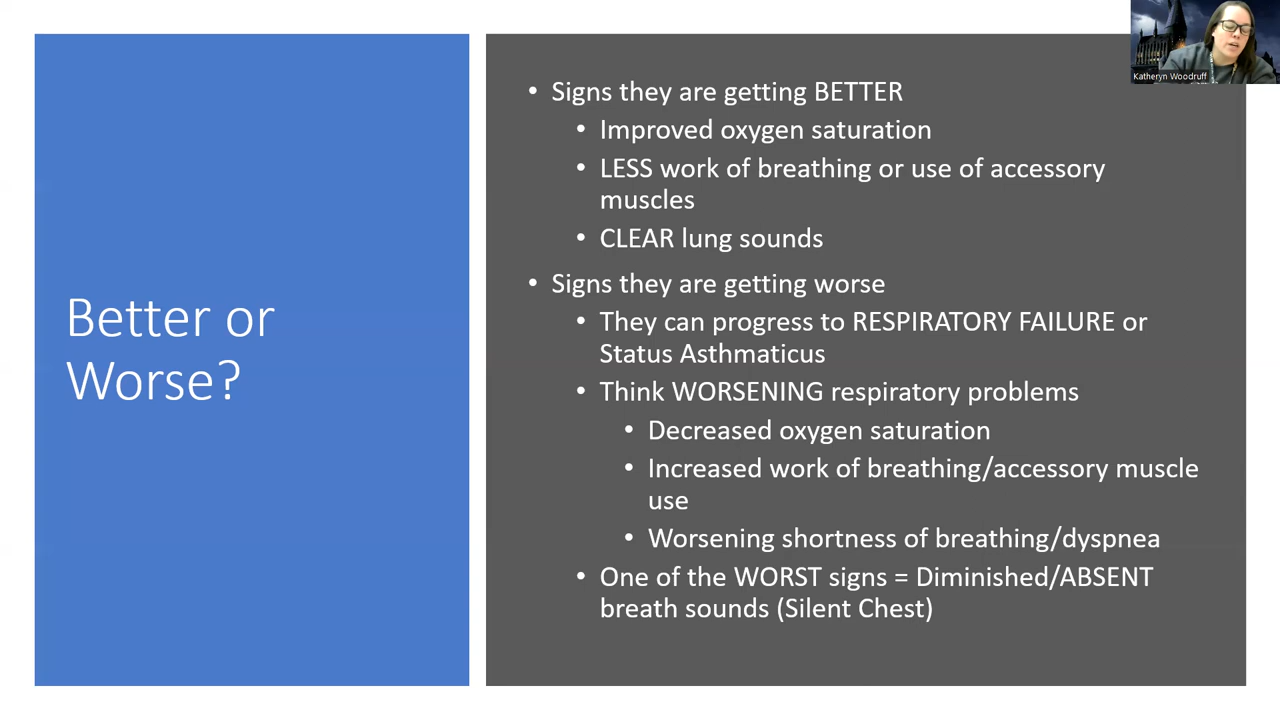 Katheryn Woodruff
Better or
Worse?
• Signs they are getting BETTER
• Improved oxygen saturation
• LESS work of breathing or use of accessory
muscles
• CLEAR lung sounds
• Signs they are getting worse
• They can progress to RESPIRATORY FAILURE or
Status Asthmaticus
• Think WORSENING respiratory problems
• Decreased oxygen saturation
• Increased work of breathing/accessory muscle
use
• Worsening shortness of breathing/dyspnea
• One of the WORST signs = Diminished/ABSENT
breath sounds (Silent Chest)